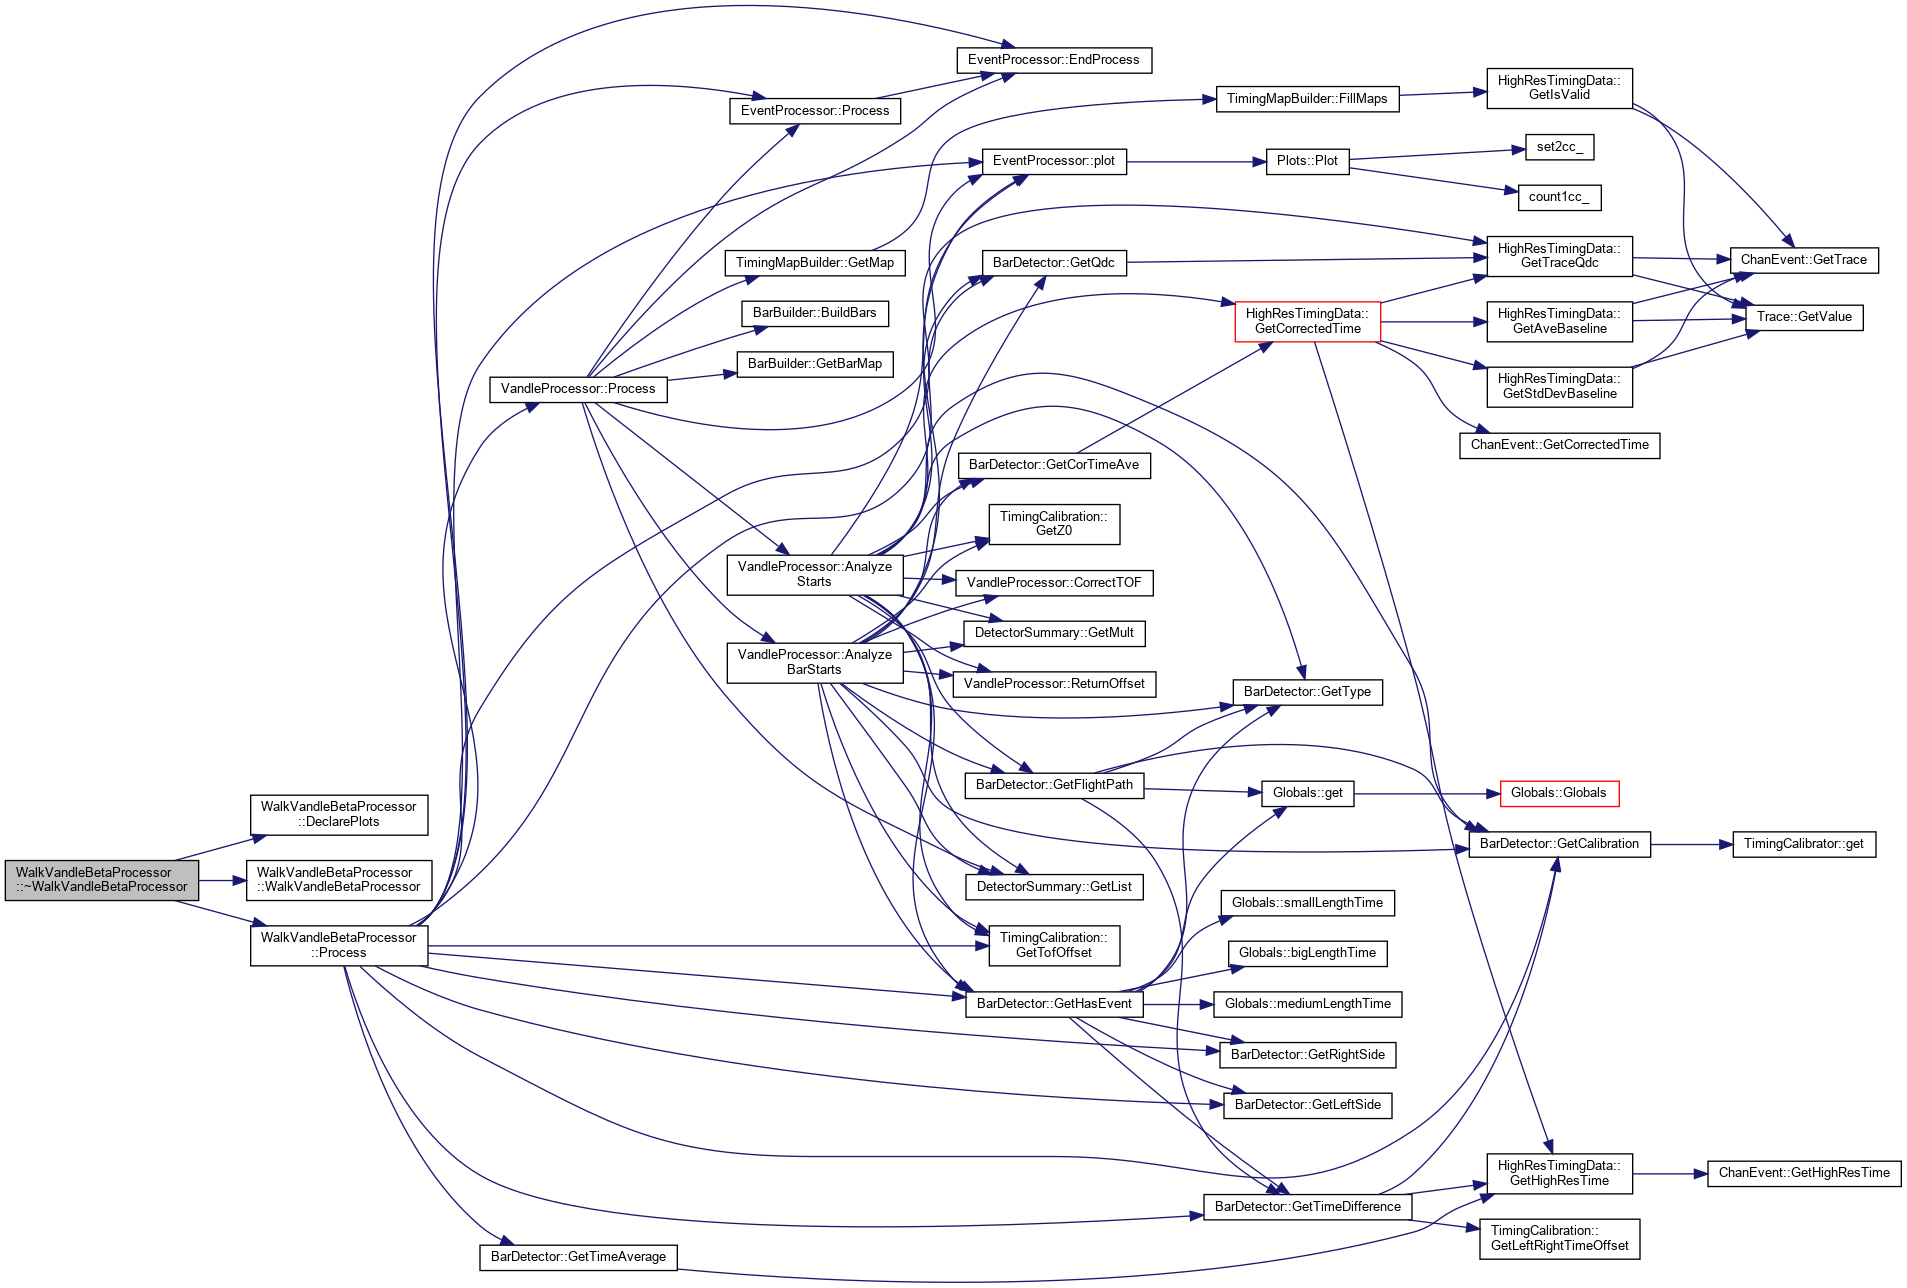 EventProcessor::EndProcess
EventProcessor::Process
TimingMapBuilder::FillMaps
HighResTimingData::
GetIsValid
EventProcessor::plot
Plots::Plot
set2cc_
count1cc_
TimingMapBuilder::GetMap
BarDetector::GetQdc
HighResTimingData::
GetTraceQdc
ChanEvent::GetTrace
BarBuilder::BuildBars
HighResTimingData::
GetCorrectedTime
HighResTimingData::
GetAveBaseline
Trace::GetValue
BarBuilder::GetBarMap
VandleProcessor::Process
HighResTimingData::
GetStdDevBaseline
ChanEvent::GetCorrectedTime
BarDetector::GetCorTimeAve
TimingCalibration::
GetZ0
VandleProcessor::Analyze
Starts
VandleProcessor::CorrectTOF
DetectorSummary::GetMult
VandleProcessor::Analyze
BarStarts
VandleProcessor::ReturnOffset
BarDetector::GetType
BarDetector::GetFlightPath
Globals::get
Globals::Globals
WalkVandleBetaProcessor
::DeclarePlots
BarDetector::GetCalibration
TimingCalibrator::get
WalkVandleBetaProcessor
::~WalkVandleBetaProcessor
WalkVandleBetaProcessor
::WalkVandleBetaProcessor
DetectorSummary::GetList
Globals::smallLengthTime
WalkVandleBetaProcessor
::Process
TimingCalibration::
GetTofOffset
Globals::bigLengthTime
BarDetector::GetHasEvent
Globals::mediumLengthTime
BarDetector::GetRightSide
BarDetector::GetLeftSide
HighResTimingData::
GetHighResTime
ChanEvent::GetHighResTime
BarDetector::GetTimeDifference
TimingCalibration::
GetLeftRightTimeOffset
BarDetector::GetTimeAverage